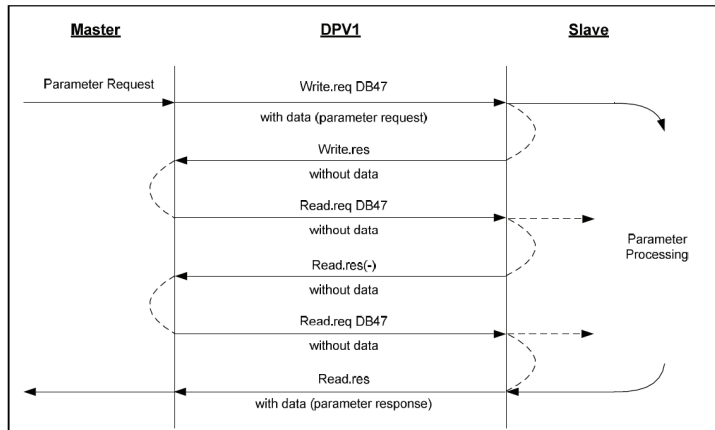 Master
DPV1
Slave
Parameter Request
Write.req DB47
with data (parameter request)
Write.res
without data
Read.req DB47
without data
Parameter
Processing
Read.res(-)
without data
Read.req DB47
without data
Read.res
with data (parameter response)